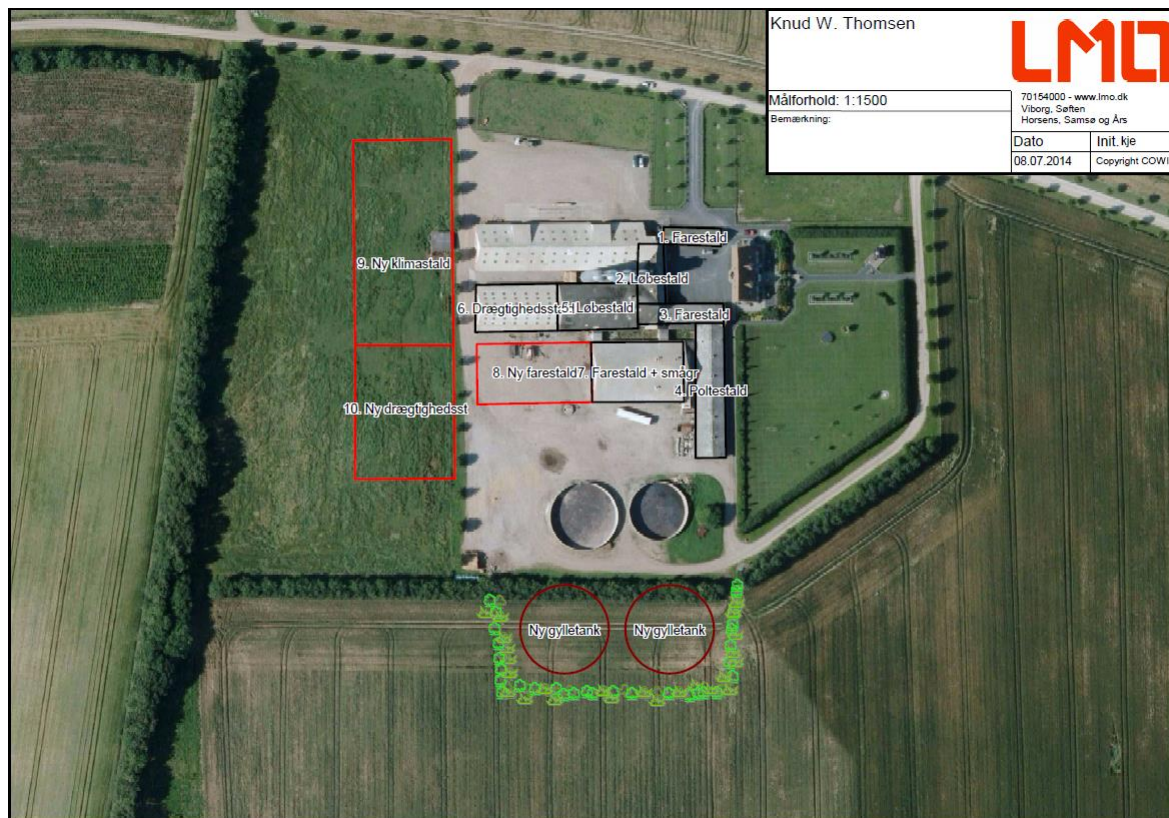 Knud W. Thomsen
LMO
Målforhold: 1:1500
Bemærkning:
70154000 - www.lmo.dk
Viborg, Søften
Horsens, Samsø og Års
Dato
Init. kje
08.07.2014
Copyright COWI
1. Farestald
9. Ny klimastald
2. Løbestald
6. Drægtighedsst
5. Løbestald
3. Farestald
8. Ny farestald
7. Farestald + smågr
4. Poltestald
10. Ny drægtighedsst
Ny gylletank
Ny gylletank